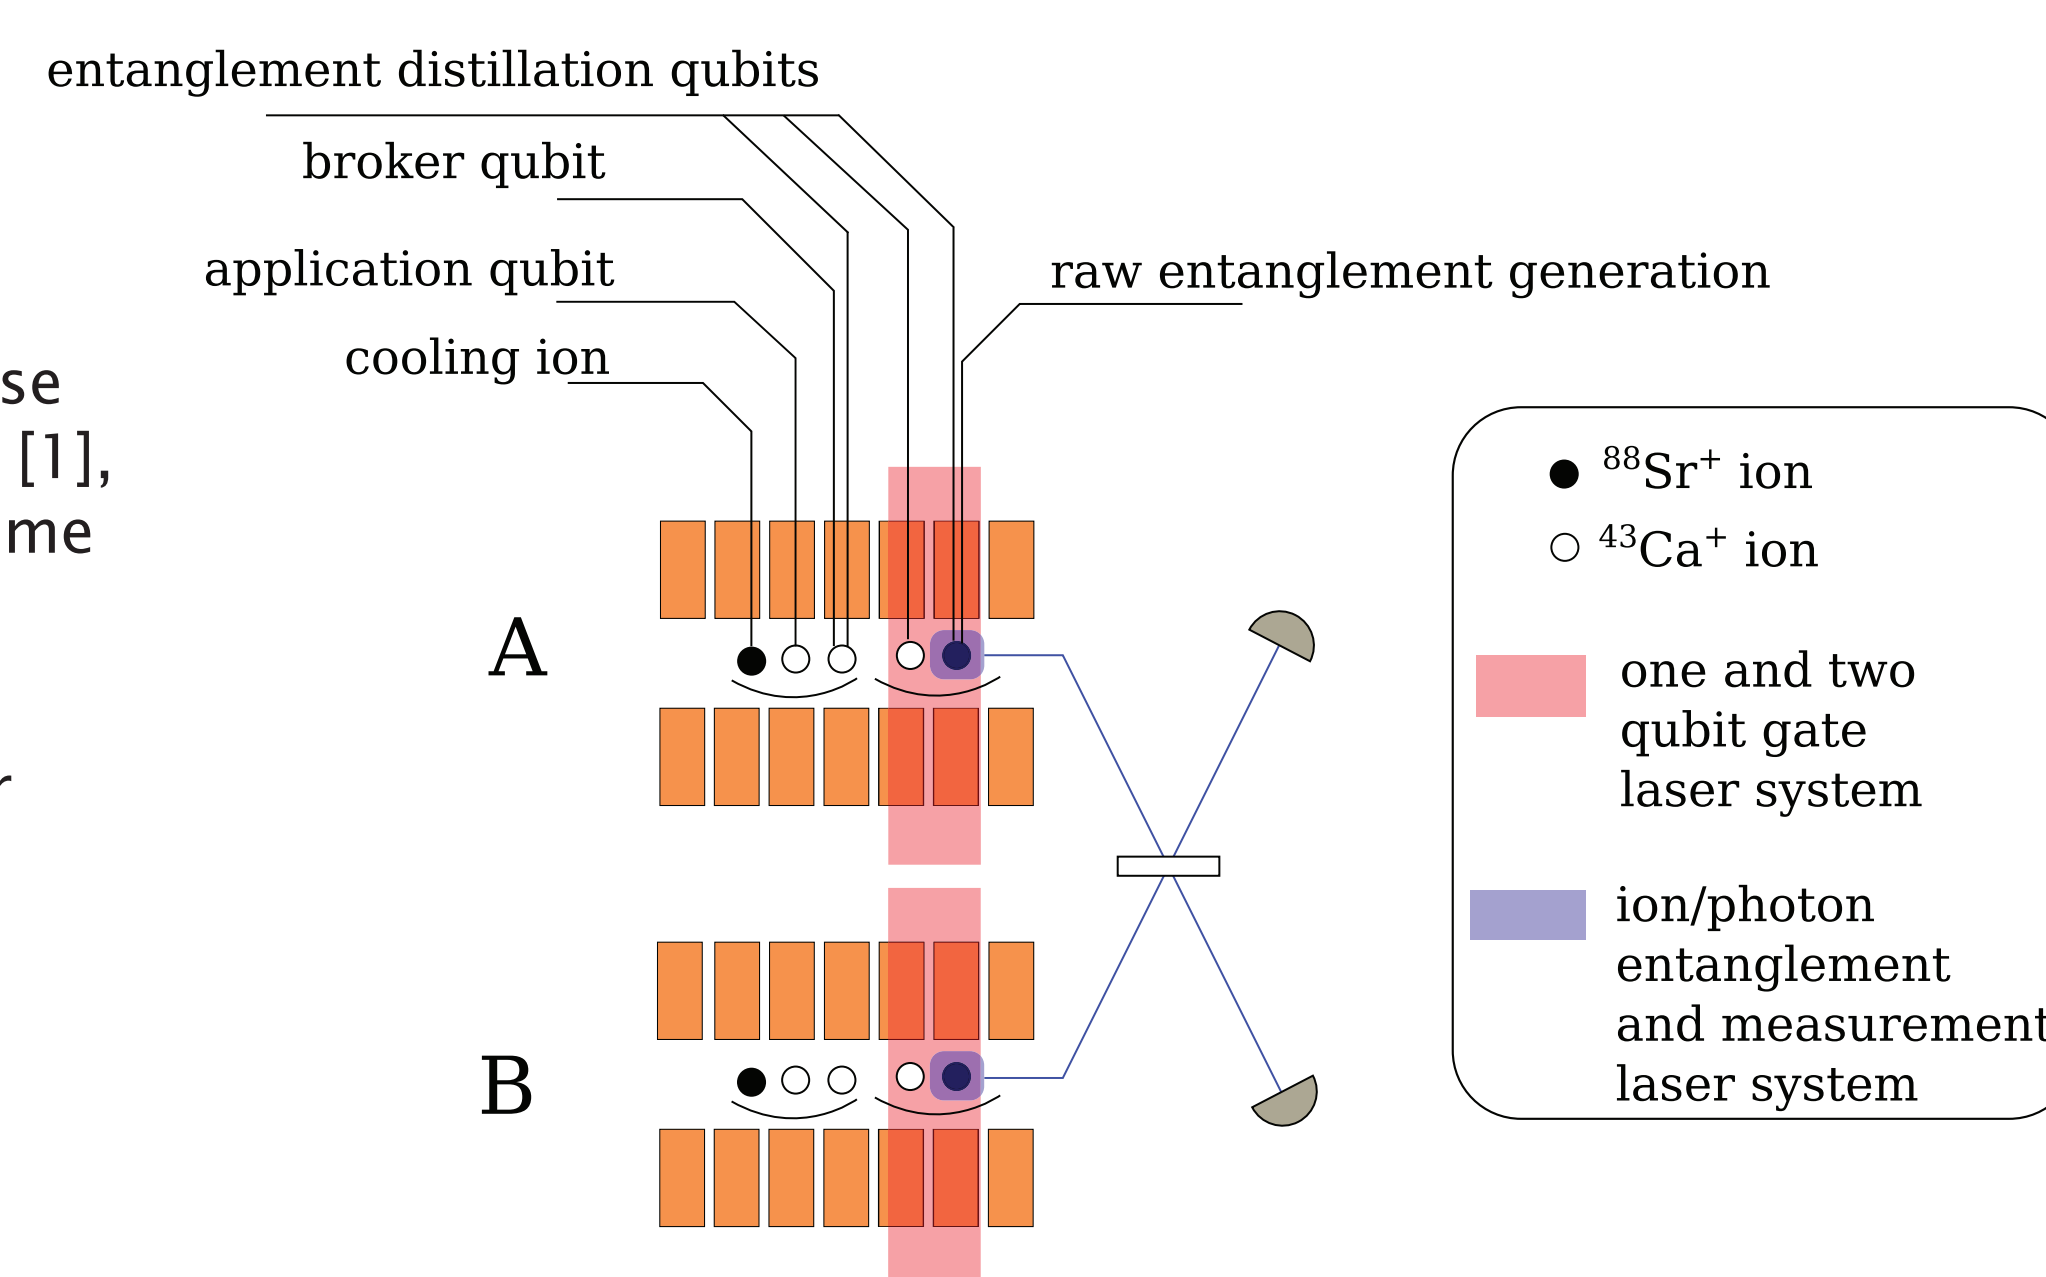 entanglement distillation qubits
broker qubit
application qubit
cooling ion
raw entanglement generation
se
[1],
me
r
A
B
⁸⁸Sr⁺ ion
⁴³Ca⁺ ion
one and two
qubit gate
laser system
ion/photon
entanglement
and measurement
laser system